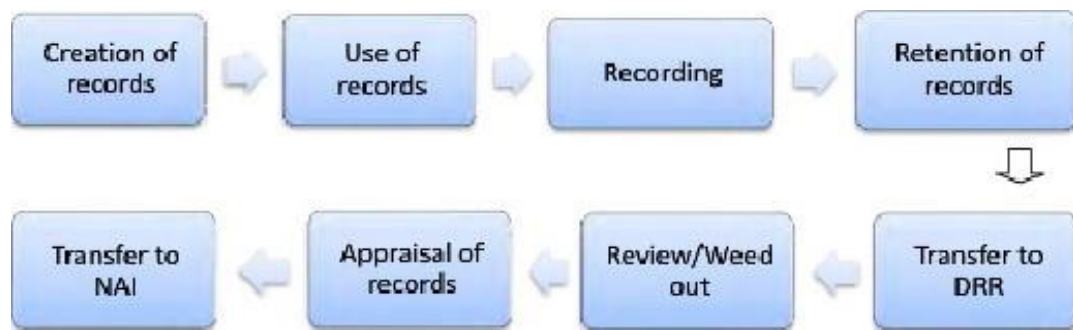 Creation of
records
Use of
records
Recording
Retention of
records
Transfer to
DRR
Review/Weed
out
Appraisal of
records
Transfer to
NAI